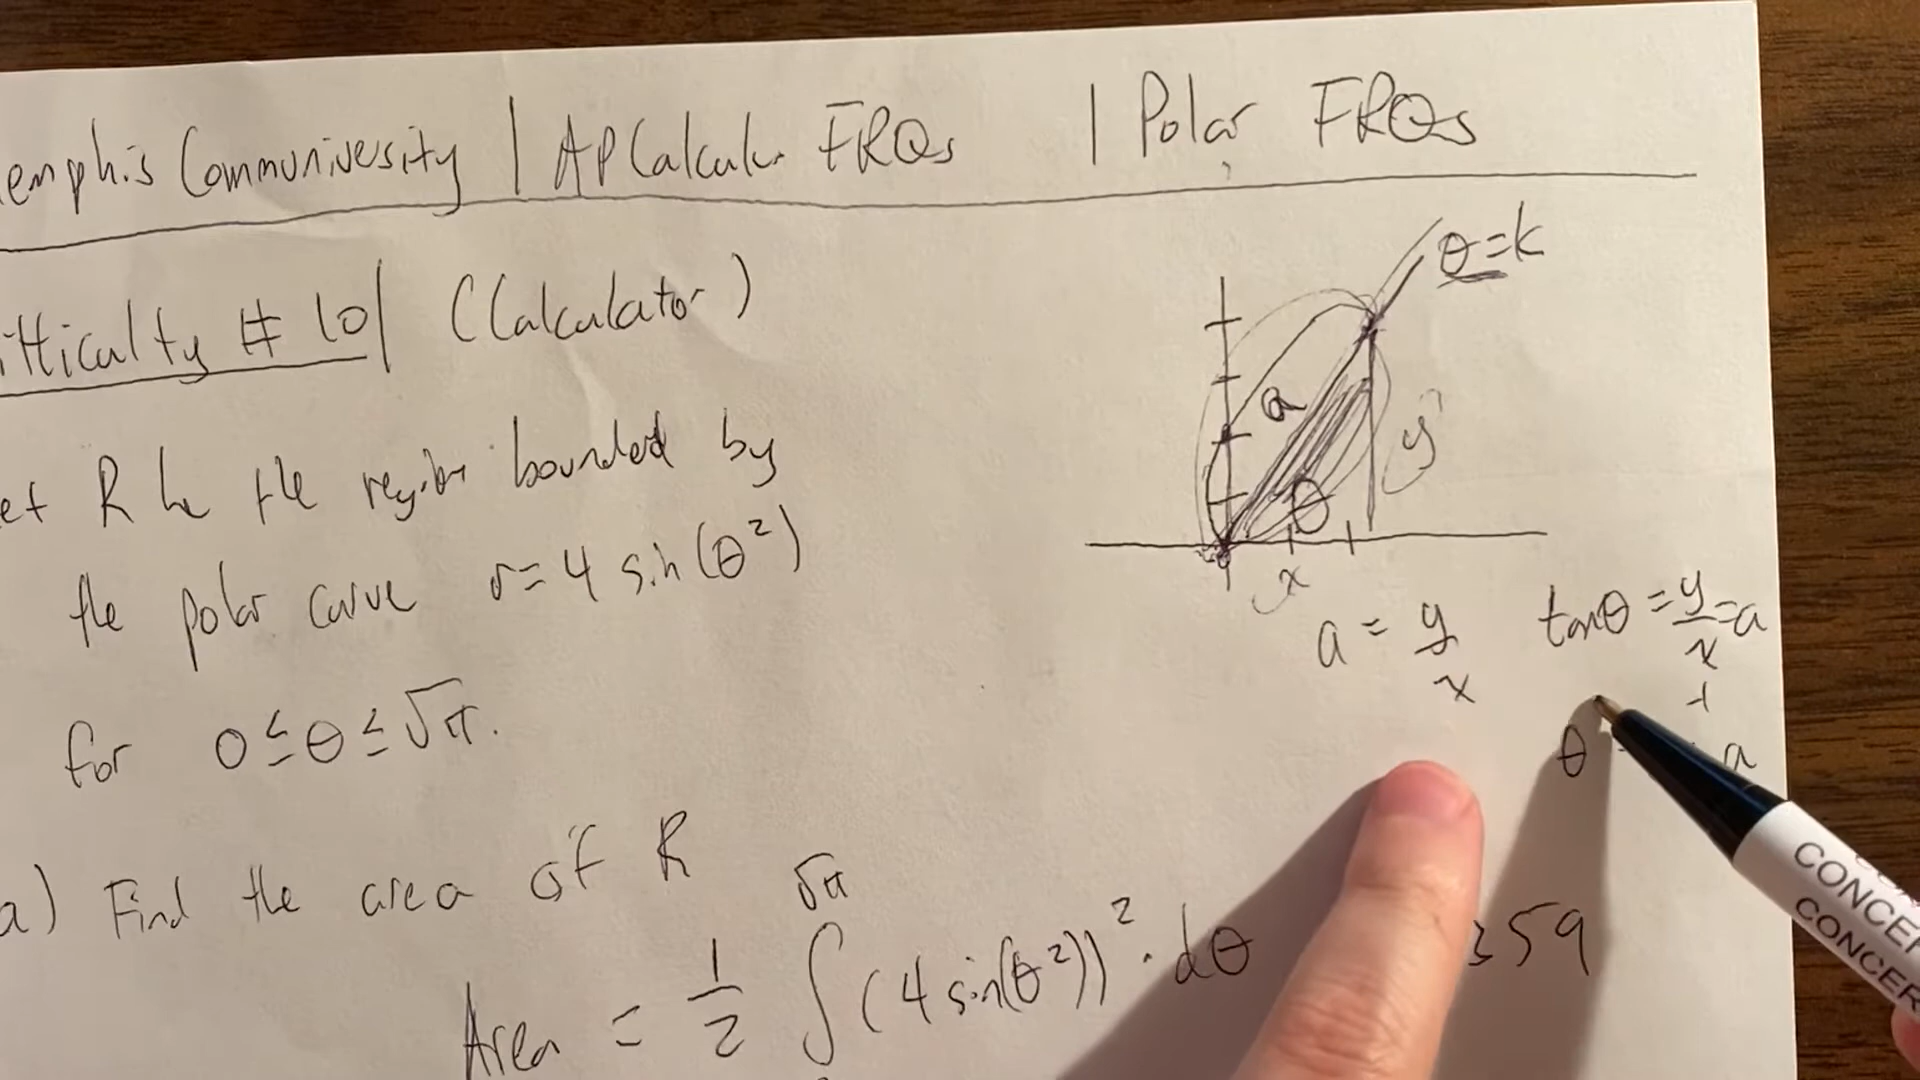 emphis Communiversity | AP Calculus FRQs | Polar FRQs
ifficulty # 10 | (Calculator)
et R be the region bounded by
the polar curve r = 4 sin(θ²)
for 0 ≤ θ ≤ √π.
θ = k
a
y
θ
x
a = y/x
tanθ = y/x = a
θ a
a) Find the area of R
Area = 1/2 ∫ √π (4 sin(θ²))² · dθ
359
CONCE
CONCER